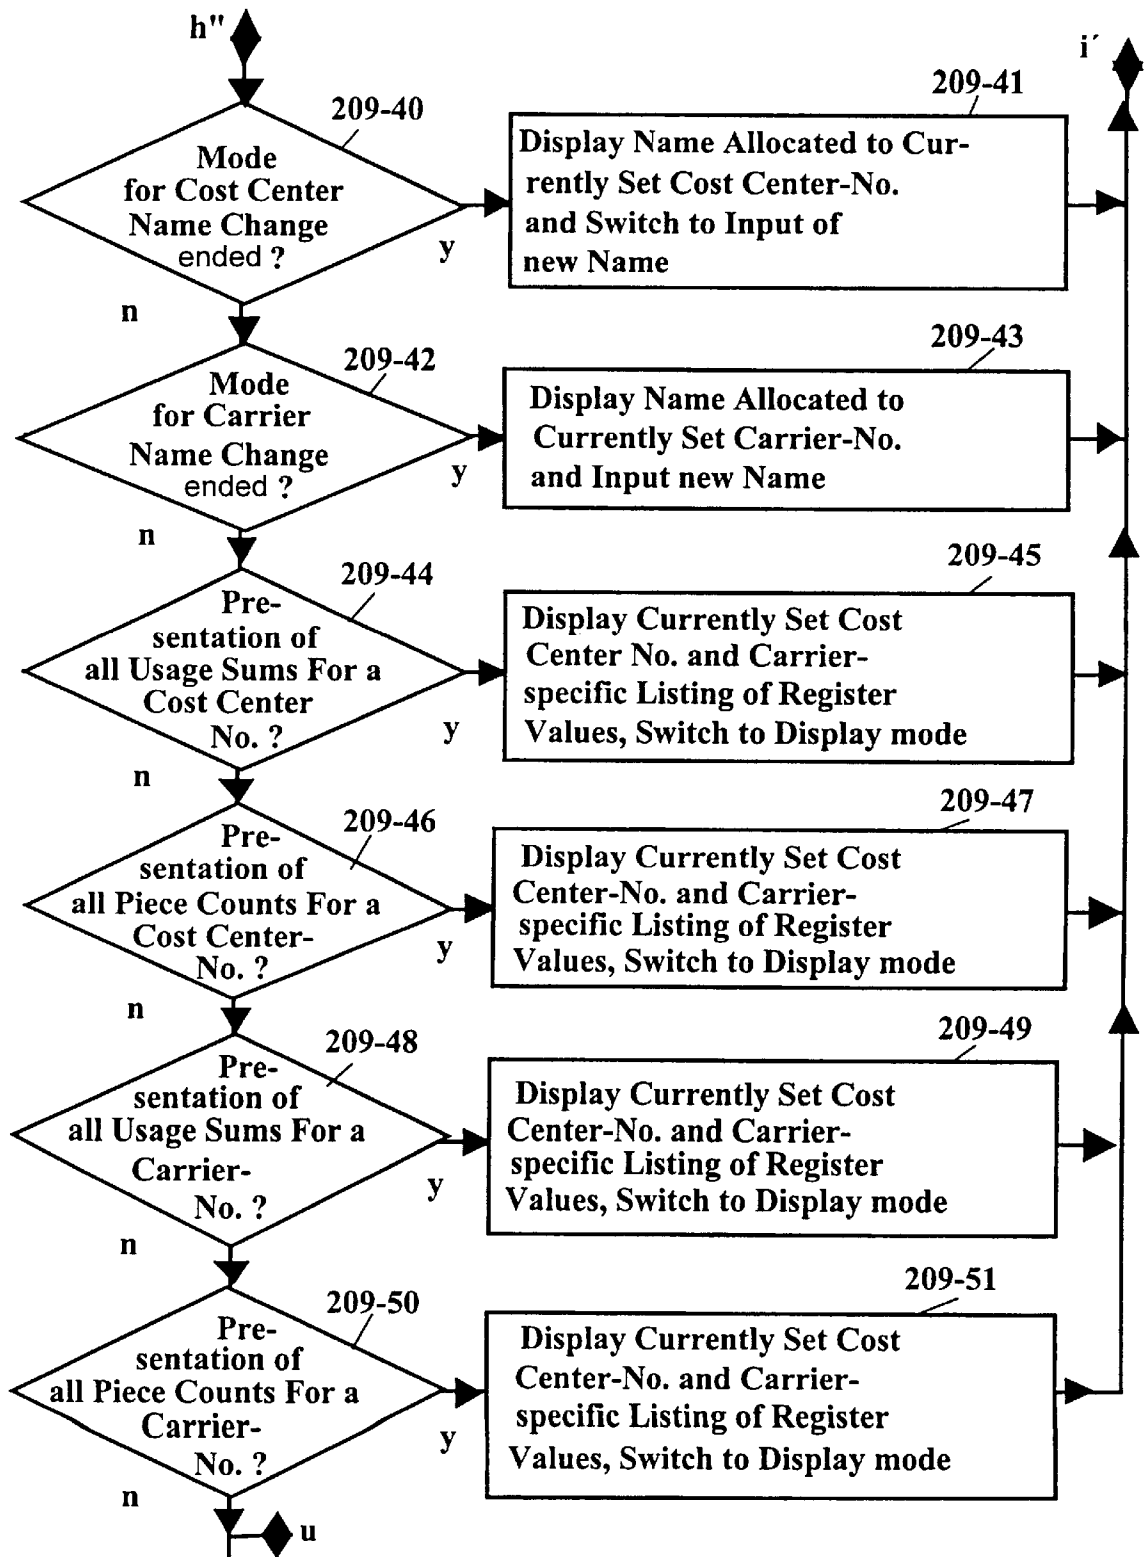 h"
i´
209-40
Mode
for Cost Center
Name Change
ended ?
y
n
209-41
Display Name Allocated to Cur-
rently Set Cost Center-No.
and Switch to Input of
new Name
209-42
Mode
for Carrier
Name Change
ended ?
y
n
209-43
Display Name Allocated to
Currently Set Carrier-No.
and Input new Name
209-44
Pre-
sentation of
all Usage Sums For a
Cost Center
No. ?
y
n
209-45
Display Currently Set Cost
Center No. and Carrier-
specific Listing of Register
Values, Switch to Display mode
209-46
Pre-
sentation of
all Piece Counts For a
Cost Center-
No. ?
y
n
209-47
Display Currently Set Cost
Center-No. and Carrier-
specific Listing of Register
Values, Switch to Display mode
209-48
Pre-
sentation of
all Usage Sums For a
Carrier-
No. ?
y
n
209-49
Display Currently Set Cost
Center-No. and Carrier-
specific Listing of Register
Values, Switch to Display mode
209-50
Pre-
sentation of
all Piece Counts For a
Carrier-
No. ?
y
n
209-51
Display Currently Set Cost
Center-No. and Carrier-
specific Listing of Register
Values, Switch to Display mode
u